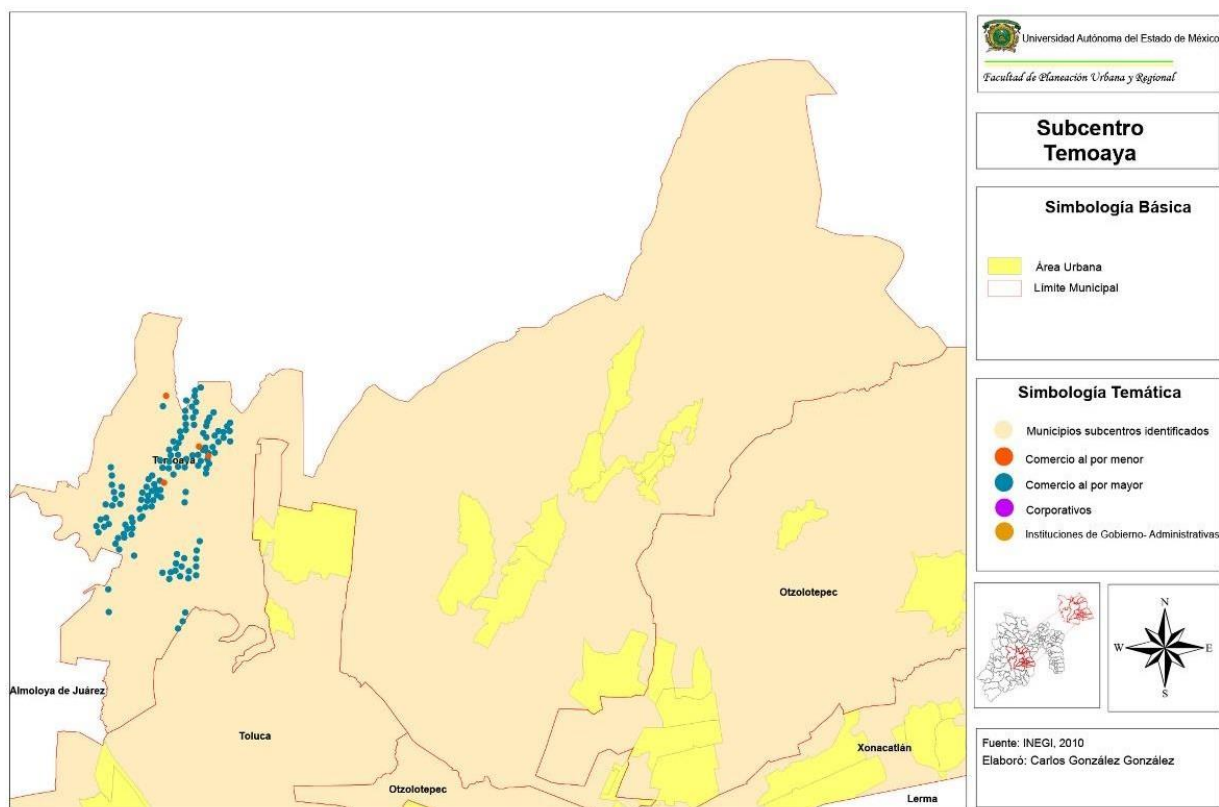 Universidad Autónoma del Estado de México
Facultad de Planeación Urbana y Regional
Subcentro
Temoaya
Simbología Básica
Área Urbana
Límite Municipal
Simbología Temática
Municipios subcentros identificados
Comercio al por menor
Comercio al por mayor
Corporativos
Instituciones de Gobierno- Administrativas
N
W
E
S
Fuente: INEGI, 2010
Elaboró: Carlos González González
Temoaya
Otzolotepec
Almoloya de Juárez
Toluca
Xonacatlán
Otzolotepec
Lerma